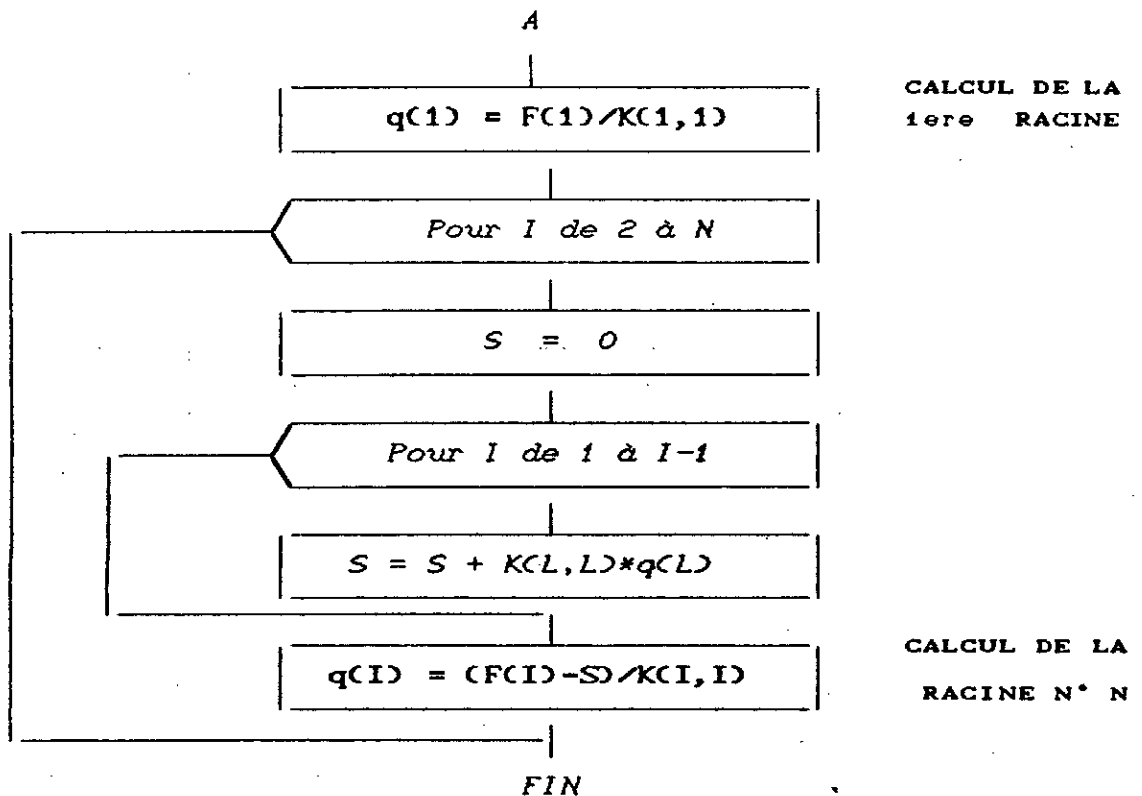 A
CALCUL DE LA
q(1) = F(1)/K(1,1)
1ere RACINE
Pour I de 2 à N
S = 0
Pour I de 1 à I-1
S = S + K(L,L)*q(L)
CALCUL DE LA
q(I) = (F(I)-S)/K(I,I)
RACINE N° N
FIN